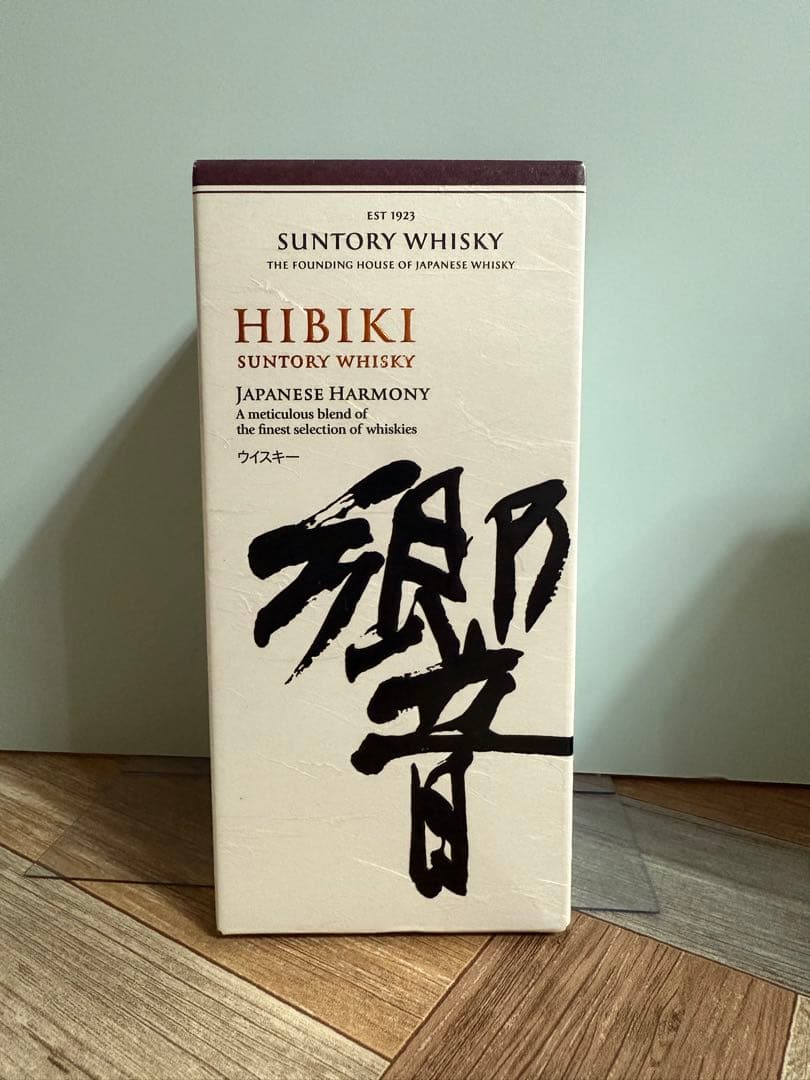 EST 1923
SUNTORY WHISKY
THE FOUNDING HOUSE OF JAPANESE WHISKY
HIBIKI
SUNTORY WHISKY
JAPANESE HARMONY
A meticulous blend of
the finest selection of whiskies
ウイスキー
響